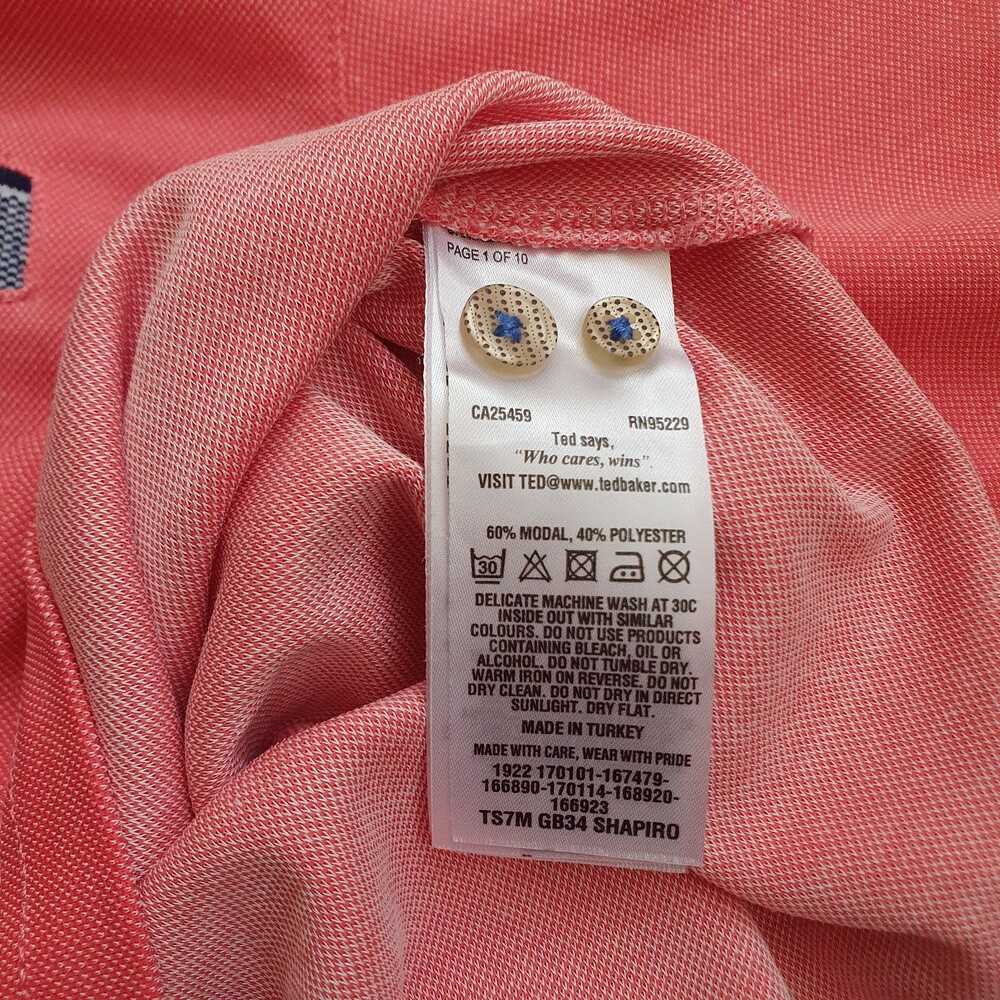 PAGE 1 OF 10
CA25459 RN95229
Ted says,
"Who cares, wins".
VISIT TED@www.tedbaker.com
60% MODAL, 40% POLYESTER
30
DELICATE MACHINE WASH AT 30C
INSIDE OUT WITH SIMILAR
COLOURS. DO NOT USE PRODUCTS
CONTAINING BLEACH, OIL OR
ALCOHOL. DO NOT TUMBLE DRY.
WARM IRON ON REVERSE. DO NOT
DRY CLEAN. DO NOT DRY IN DIRECT
SUNLIGHT. DRY FLAT.
MADE IN TURKEY
MADE WITH CARE, WEAR WITH PRIDE
1922 170101-167479-
166890-170114-168920-
166923
TS7M GB34 SHAPIRO